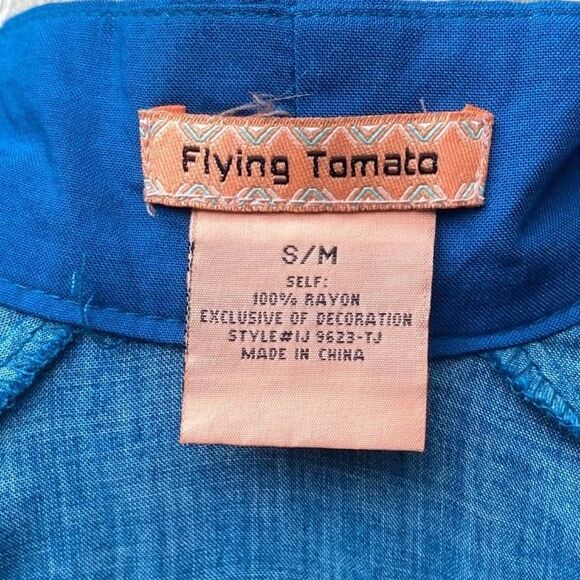 Flying Tomato
S/M
SELF:
100% RAYON
EXCLUSIVE OF DECORATION
STYLE#IJ 9623-TJ
MADE IN CHINA